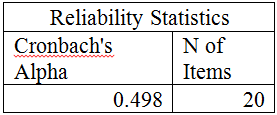 Reliability Statistics
Cronbach's N of
Alpha Items
0.498 20